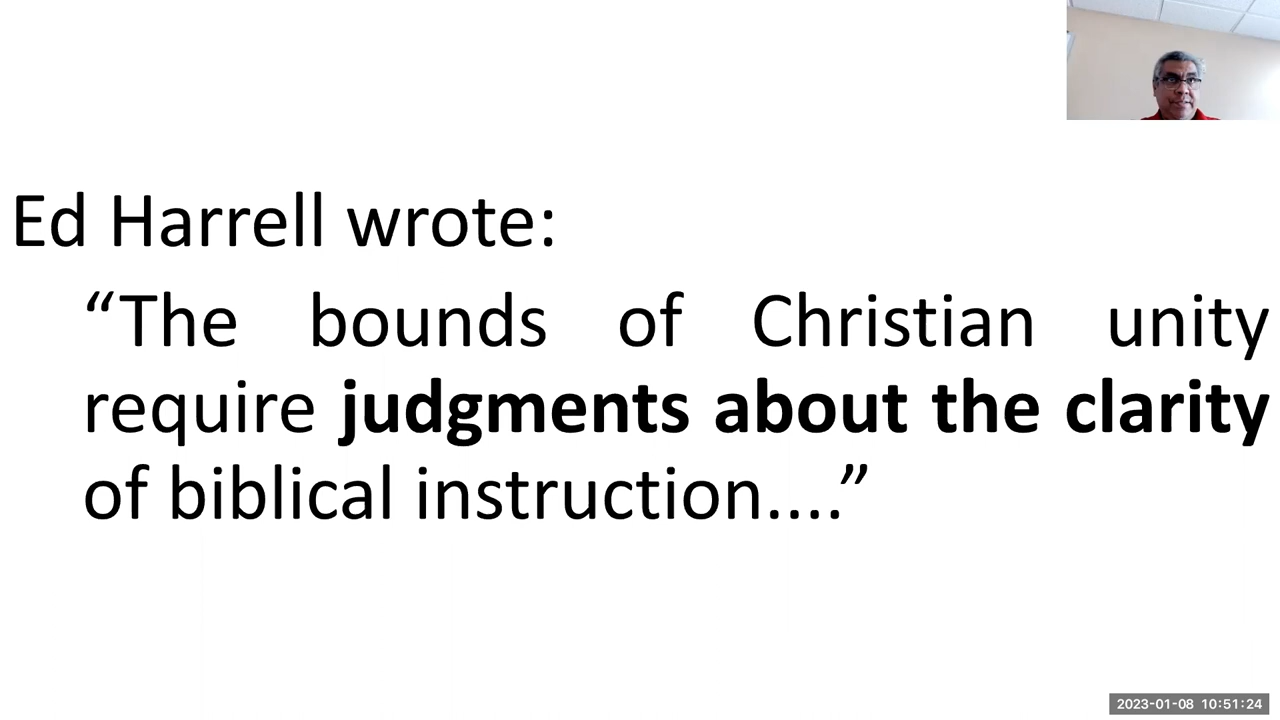 Ed Harrell wrote:
“The bounds of Christian unity
require judgments about the clarity
of biblical instruction....”
2023-01-08 10:51:24